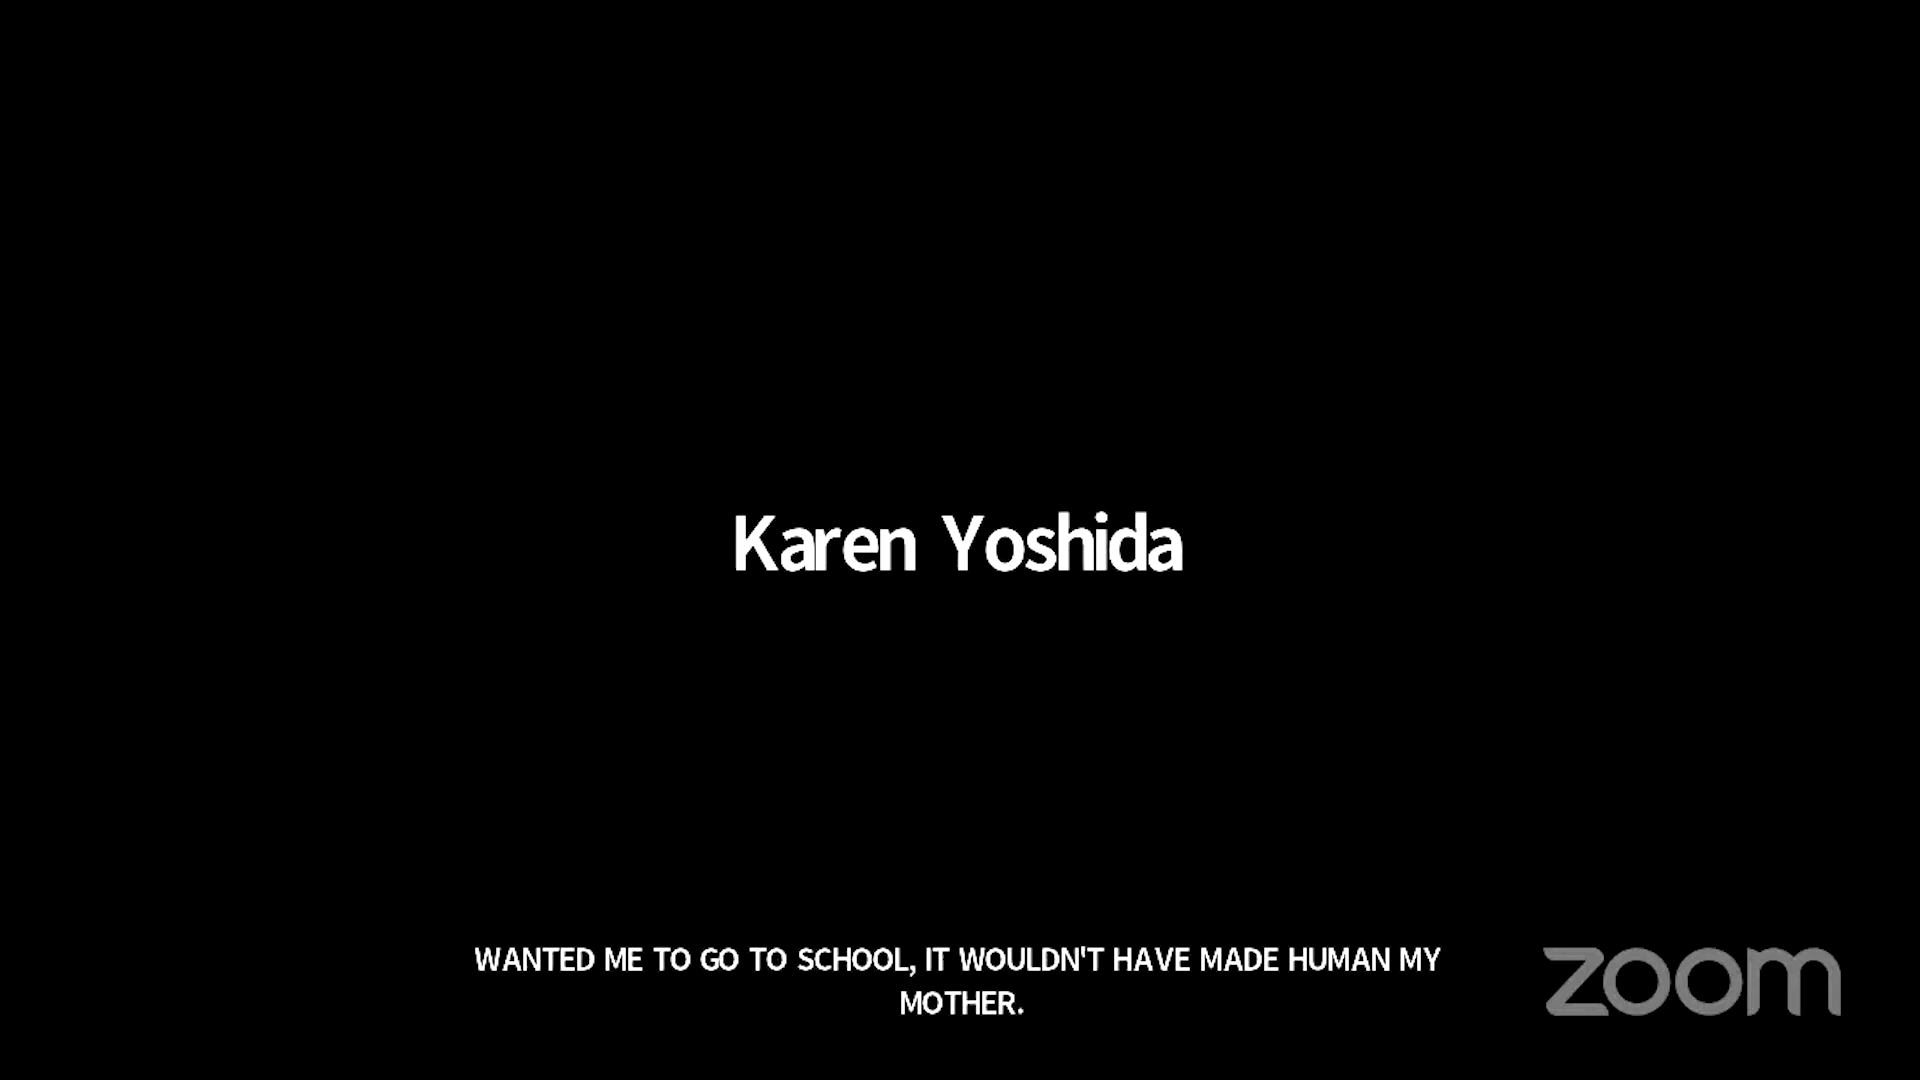 Karen Yoshida
WANTED ME TO GO TO SCHOOL, IT WOULDN'T HAVE MADE HUMAN MY
MOTHER.
zoom